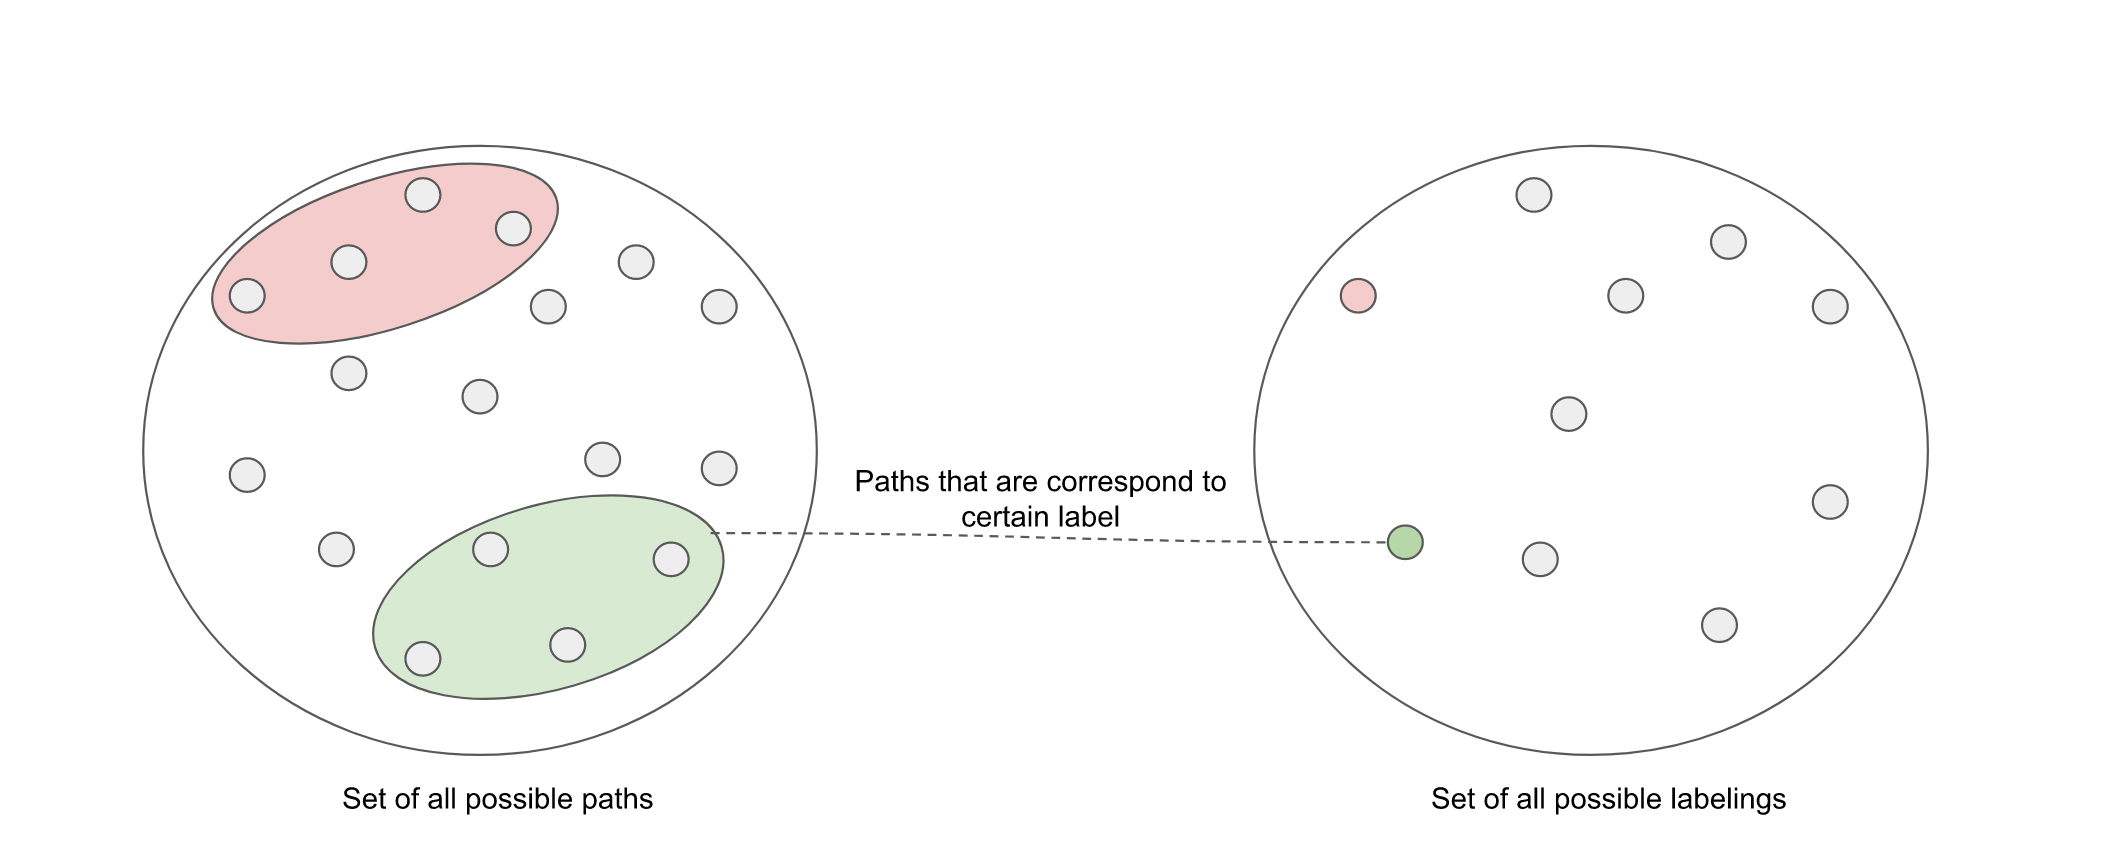 Paths that are correspond to
certain label
Set of all possible paths
Set of all possible labelings